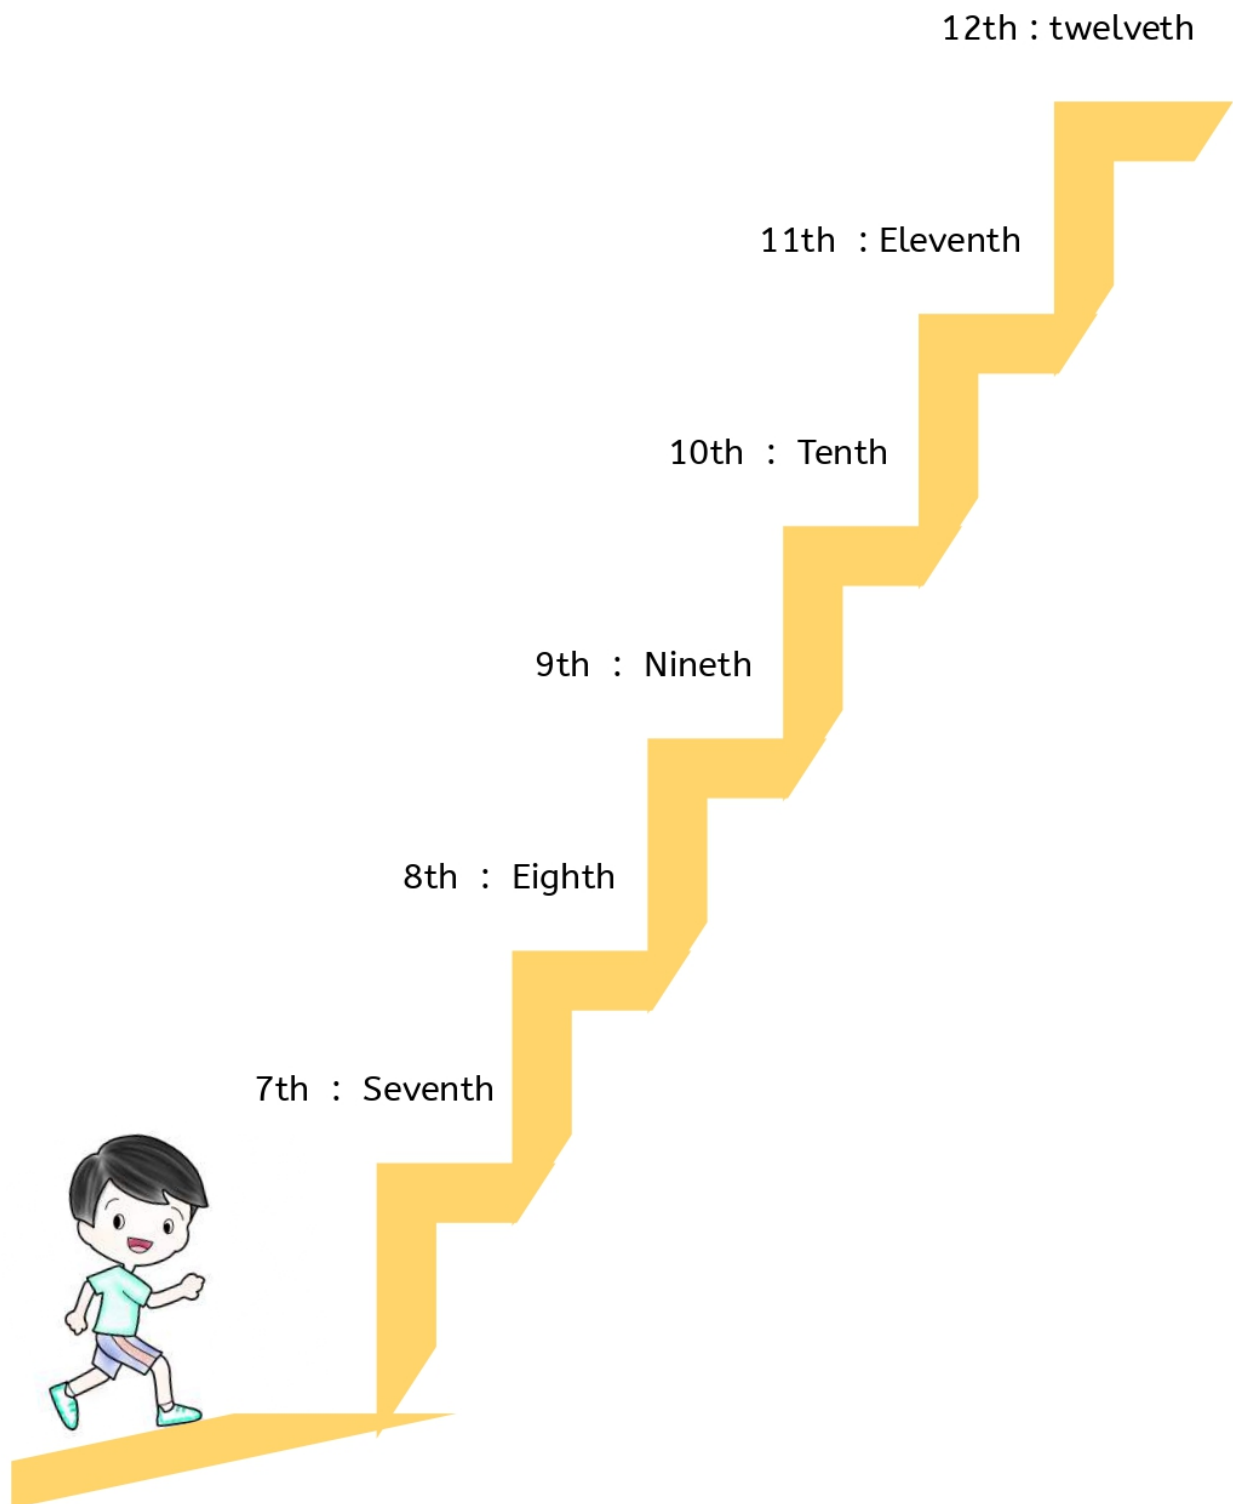 12th : twelveth
11th : Eleventh
10th : Tenth
9th : Nineth
8th : Eighth
7th : Seventh